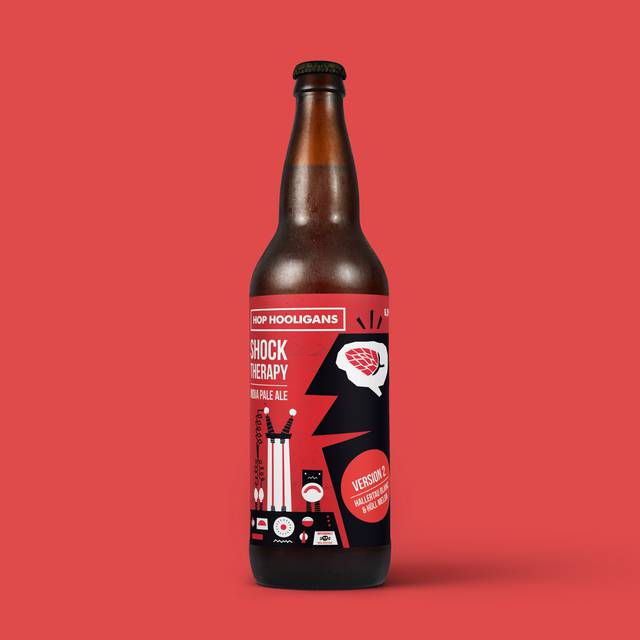 HOP HOOLIGANS
SHOCK
THERAPY
INDIA PALE ALE
VERSION 2
HALLERTAU BLANC
& HÜLL MELON